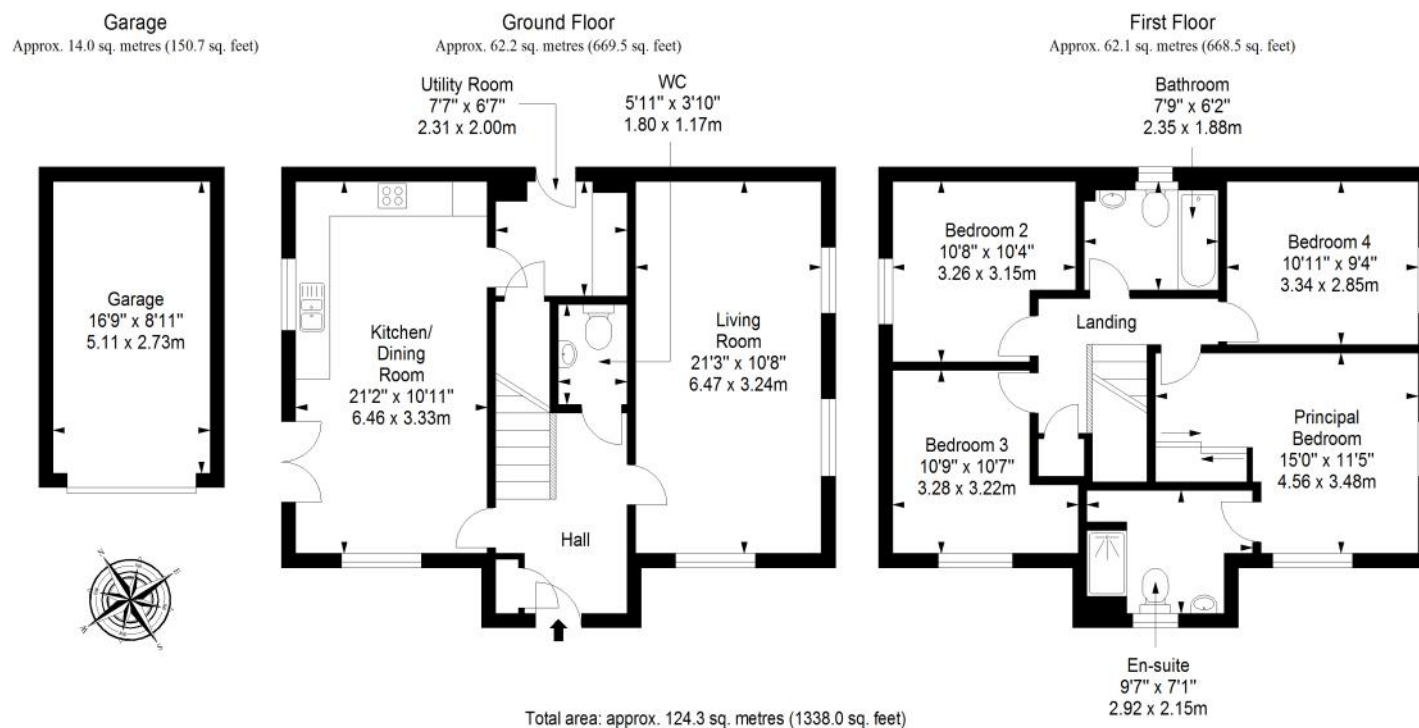 Garage
Approx. 14.0 sq. metres (150.7 sq. feet)
Ground Floor
Approx. 62.2 sq. metres (669.5 sq. feet)
First Floor
Approx. 62.1 sq. metres (668.5 sq. feet)
Utility Room
7'7" x 6'7"
2.31 x 2.00m
WC
5'11" x 3'10"
1.80 x 1.17m
Bathroom
7'9" x 6'2"
2.35 x 1.88m
Garage
16'9" x 8'11"
5.11 x 2.73m
Kitchen/
Dining
Room
21'2" x 10'11"
6.46 x 3.33m
Living
Room
21'3" x 10'8"
6.47 x 3.24m
Hall
Bedroom 2
10'8" x 10'4"
3.26 x 3.15m
Bedroom 4
10'11" x 9'4"
3.34 x 2.85m
Landing
Bedroom 3
10'9" x 10'7"
3.28 x 3.22m
Principal
Bedroom
15'0" x 11'5"
4.56 x 3.48m
En-suite
9'7" x 7'1"
2.92 x 2.15m
N
E
S
W
Total area: approx. 124.3 sq. metres (1338.0 sq. feet)